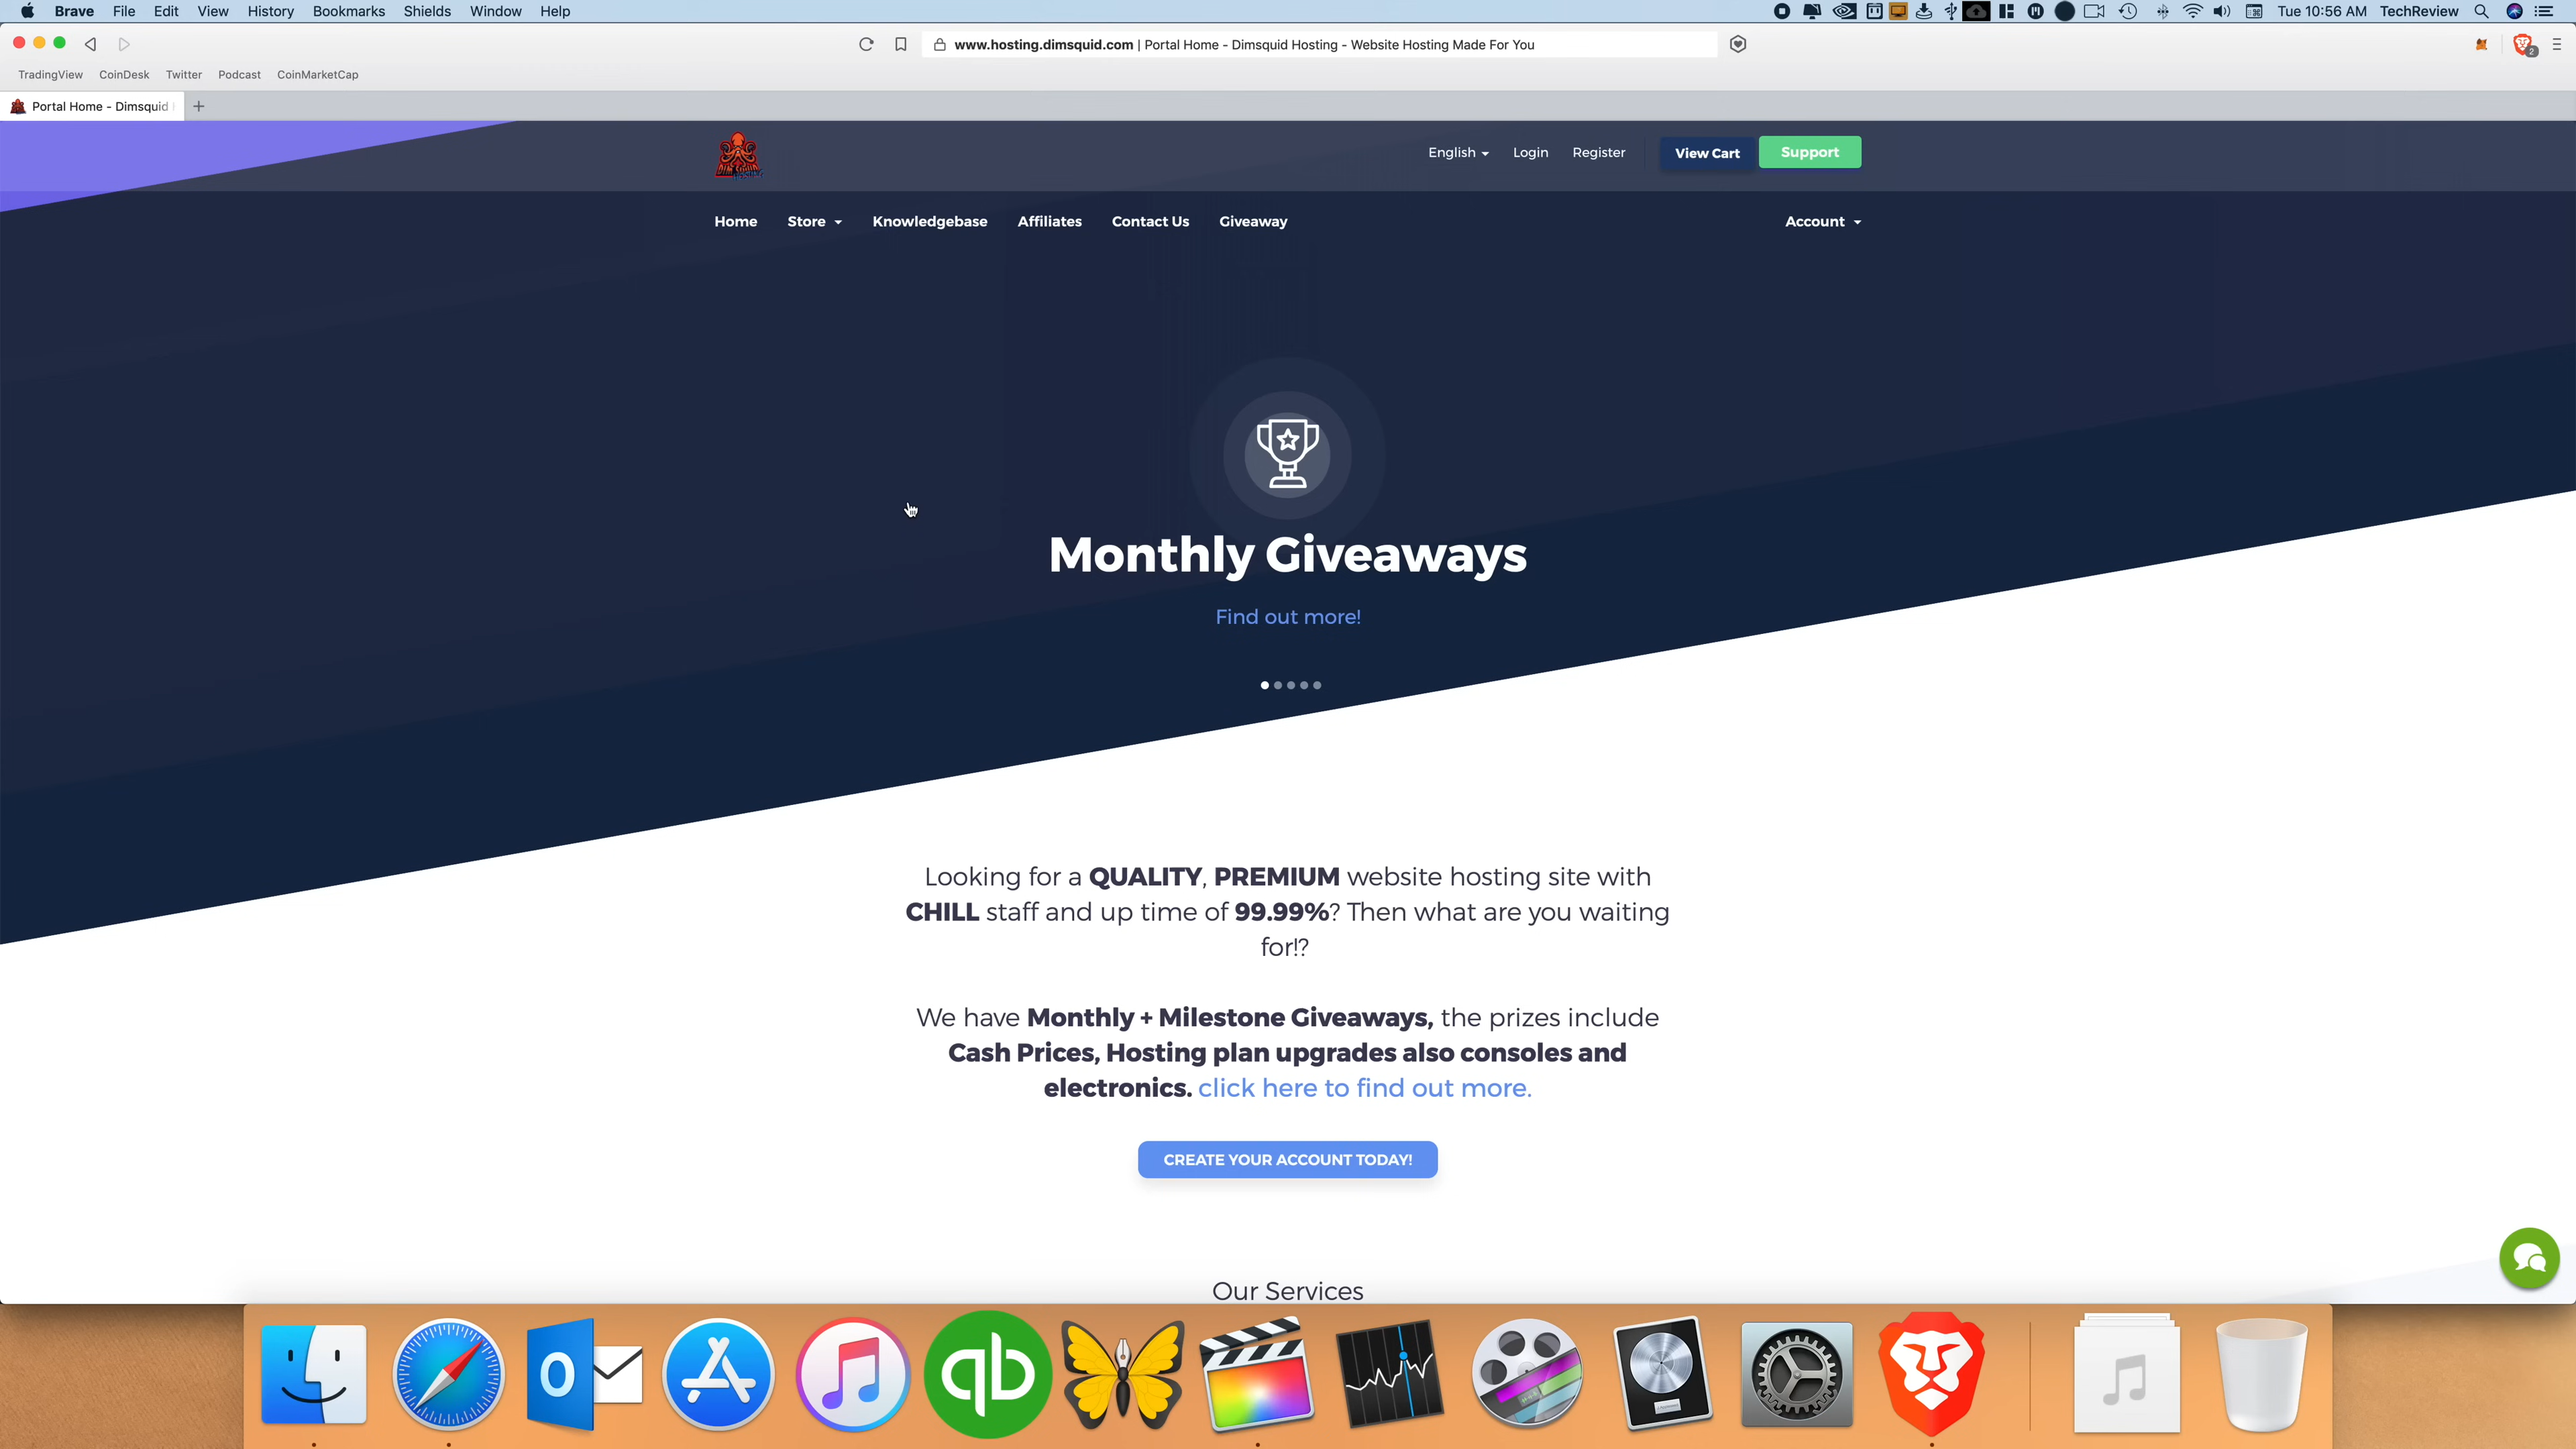 Brave File Edit View History Bookmarks Shields Window Help Tue 10:56 AM TechReview
www.hosting.dimsquid.com | Portal Home - Dimsquid Hosting - Website Hosting Made For You
2
TradingView CoinDesk Twitter Podcast CoinMarketCap
Portal Home - Dimsquid
English Login Register View Cart Support
Home Store Knowledgebase Affiliates Contact Us Giveaway Account
Monthly Giveaways
Find out more!
Looking for a QUALITY, PREMIUM website hosting site with
CHILL staff and up time of 99.99%? Then what are you waiting
for!?
We have Monthly + Milestone Giveaways, the prizes include
Cash Prices, Hosting plan upgrades also consoles and
electronics. click here to find out more.
CREATE YOUR ACCOUNT TODAY!
Our Services
O
qb